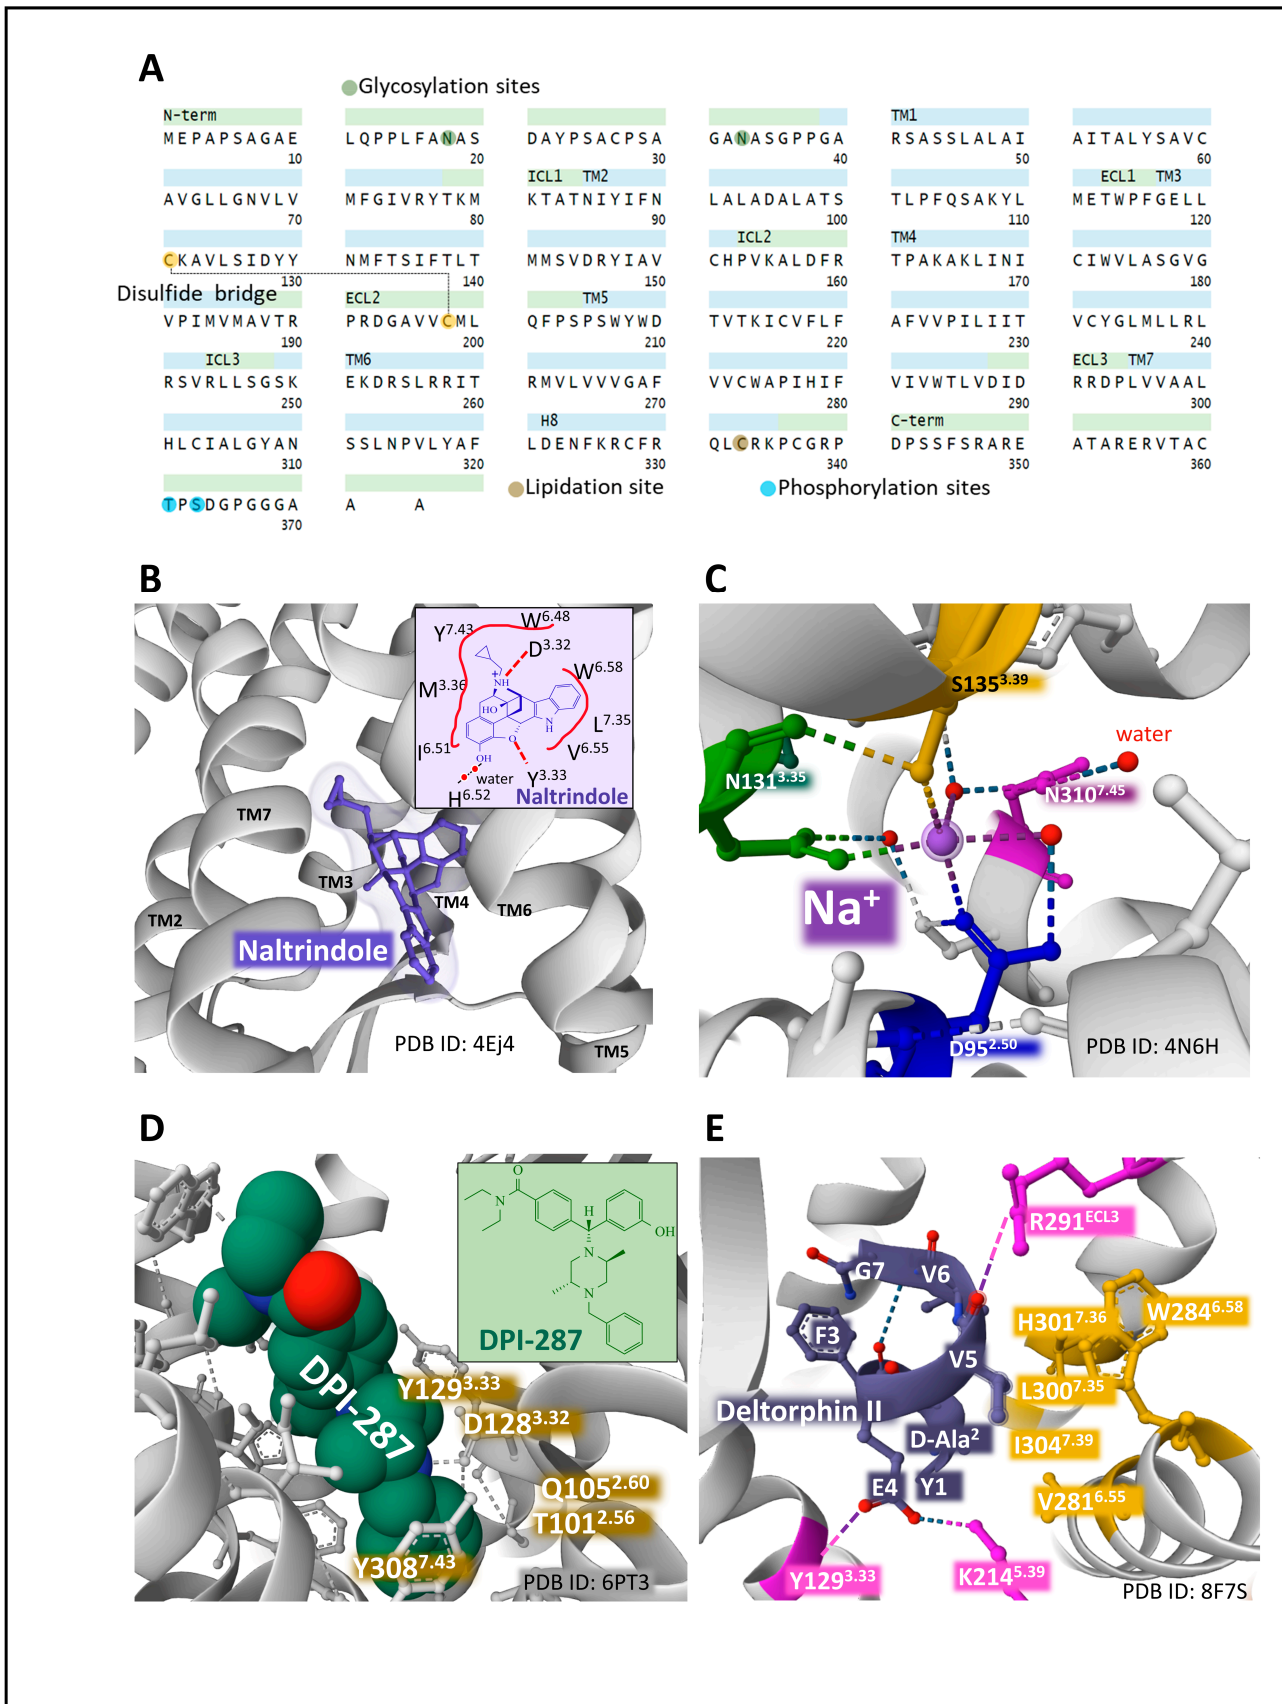 A
Glycosylation sites
N-term TM1
MEPAPSAGAE LQPPLFANAS DAYPSACPSA GANASGPPGA RSASSLALAI AITALYSAVC
10 20 30 40 50 60
ICL1 TM2 ECL1 TM3
AVGLLGNVLV MFGIVRYTKM KTATNIYIFN LALADALATS TLPFQSAKYL METWPFGELL
70 80 90 100 110 120
ICL2 TM4
CKAVLSIDYY NMFTSIFTLT MMSVDRYIAV CHPVKALDFR TPAKAKLINI CIWVLASGVG
130 140 150 160 170 180
Disulfide bridge
ECL2 TM5
VPIMVMAVTR PRDGAVVCML QFPSPSWYWD TVTKICVFLF AFVVPILIIT VCYGLMLLRL
190 200 210 220 230 240
ICL3 TM6 ECL3 TM7
RSVRLLSGSK EKDRSLRRIT RMVLVVVGAF VVCWAPIHIF VIVWTLVDID RRDPLVVAAL
250 260 270 280 290 300
H8 C-term
HLCIALGYAN SSLNPVLYAF LDENFKRCFR QLCRKPCGRP DPSSFSRARE ATARERVTAC
310 320 330 340 350 360
Lipidation site
Phosphorylation sites
TPSDGPGGGA A A
370
B
Y7.43
W6.48
D3.32
W6.58
M3.36
L7.35
I6.51
V6.55
Y3.33
H6.52
+
NH
HO
NH
O
OH
water
Naltrindole
TM7
TM3
TM4
TM6
TM2
Naltrindole
PDB ID: 4Ej4
TM5
C
S1353.39
water
N1313.35
N3107.45
Na+
D952.50
PDB ID: 4N6H
D
O
N
H
OH
N
N
DPI-287
DPI-287
Y1293.33
D1283.32
Q1052.60
T1012.56
Y3087.43
PDB ID: 6PT3
E
R291ECL3
G7
V6
H3017.36
W2846.58
F3
V5
L3007.35
Deltorphin II
D-Ala2
I3047.39
E4
Y1
V2816.55
Y1293.33
K2145.39
PDB ID: 8F7S